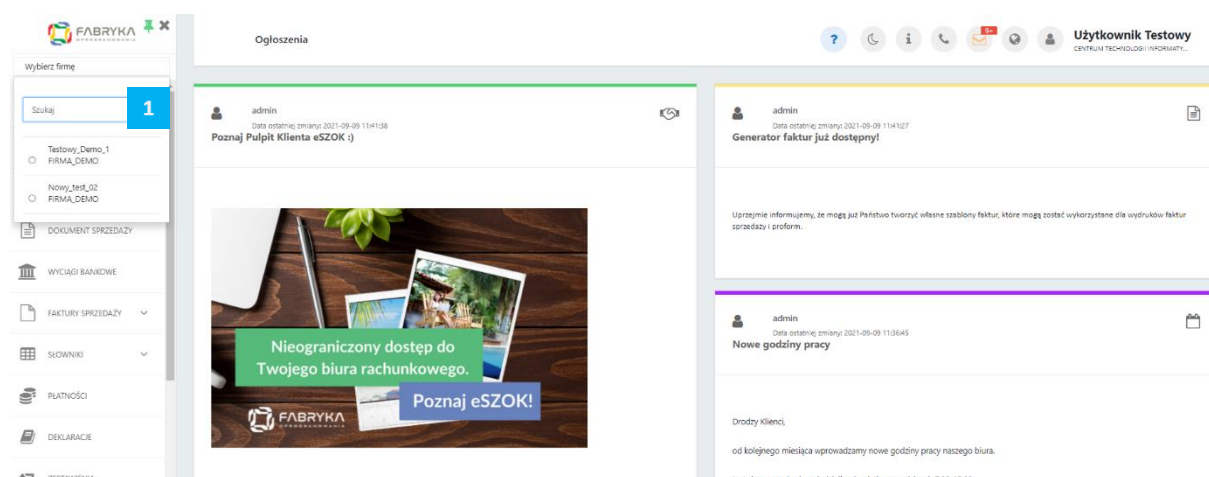 FABRYKA
OPROGRAMOWANIA
Wybierz firmę
Szukaj
1
Testowy_Demo_1
FIRMA_DEMO
Nowy_test_02
FIRMA_DEMO
DOKUMENT SPRZEDAŻY
WYCIĄGI BANKOWE
FAKTURY SPRZEDAŻY
SŁOWNIKI
PŁATNOŚCI
DEKLARACJE
Ogłoszenia
?
i
9+
Użytkownik Testowy
CENTRUM TECHNOLOGII INFORMATY...
admin
Data ostatniej zmiany: 2021-09-09 11:41:38
Poznaj Pulpit Klienta eSZOK :)
Nieograniczony dostęp do
Twojego biura rachunkowego.
Poznaj eSZOK!
FABRYKA
OPROGRAMOWANIA
admin
Data ostatniej zmiany: 2021-09-09 11:41:27
Generator faktur już dostępny!
Uprzejmie informujemy, że mogą już Państwo tworzyć własne szablony faktur, które mogą zostać wykorzystane dla wydruków faktur
sprzedaży i proform.
admin
Data ostatniej zmiany: 2021-09-09 11:36:45
Nowe godziny pracy
Drodzy Klienci,
od kolejnego miesiąca wprowadzamy nowe godziny pracy naszego biura.